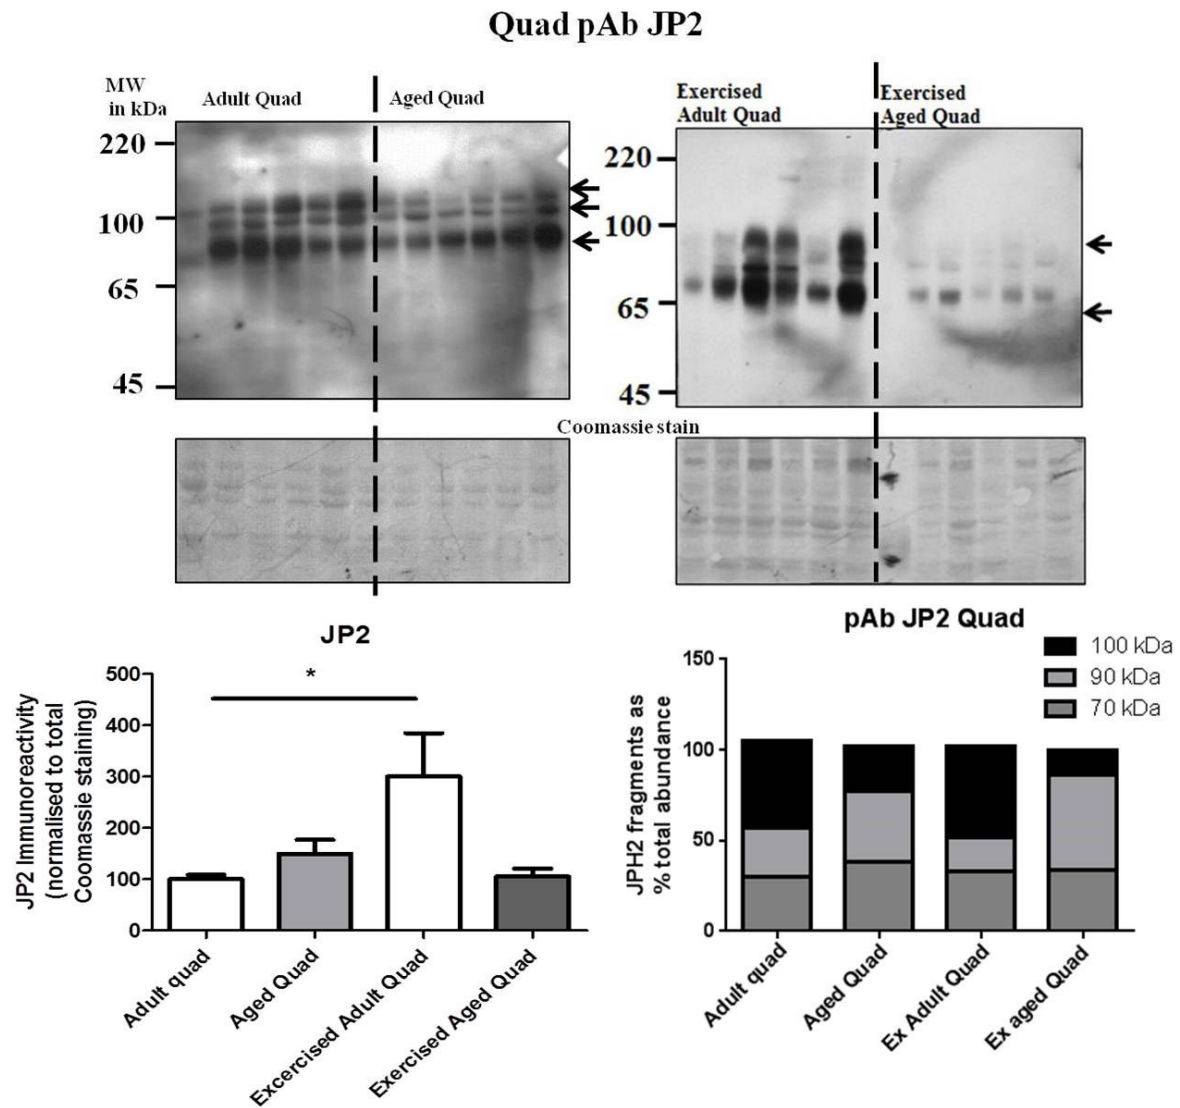 Quad pAb JP2
MW
in kDa
Adult Quad
Aged Quad
220
100
65
45
Exercised
Adult Quad
Exercised
Aged Quad
220
100
65
45
Coomassie stain
JP2
JP2 Immunoreactivity
(normalised to total
Coomassie staining)
500
400
300
200
100
0
*
Adult quad
Aged Quad
Excercised Adult Quad
Exercised Aged Quad
pAb JP2 Quad
100 kDa
90 kDa
70 kDa
JPH2 fragments as
% total abundance
150
100
50
0
Adult quad
Aged Quad
Ex Adult Quad
Ex aged Quad